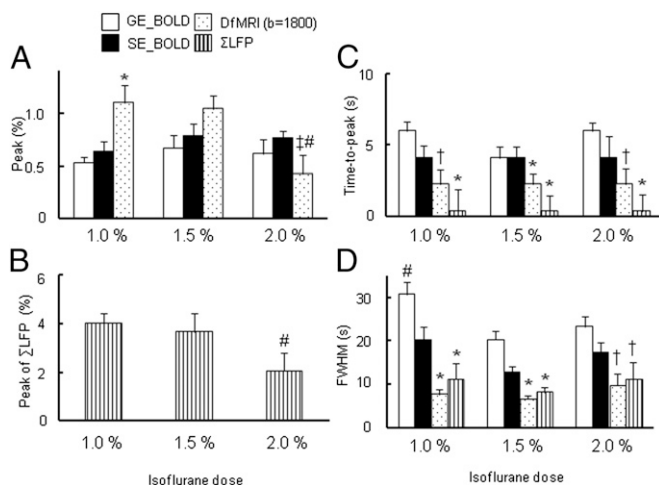 GE_BOLD DfMRI (b=1800)
SE_BOLD ΣLFP
A
Peak (%)
1.0
0.5
0
*
‡#
1.0 % 1.5 % 2.0 %
B
Peak of ΣLFP (%)
6
4
2
0
#
1.0 % 1.5 % 2.0 %
Isoflurane dose
C
Time-to-peak (s)
10
5
0
† * * * † *
1.0 % 1.5 % 2.0 %
D
FWHM (s)
30
20
10
0
#
* * * * † †
1.0 % 1.5 % 2.0 %
Isoflurane dose